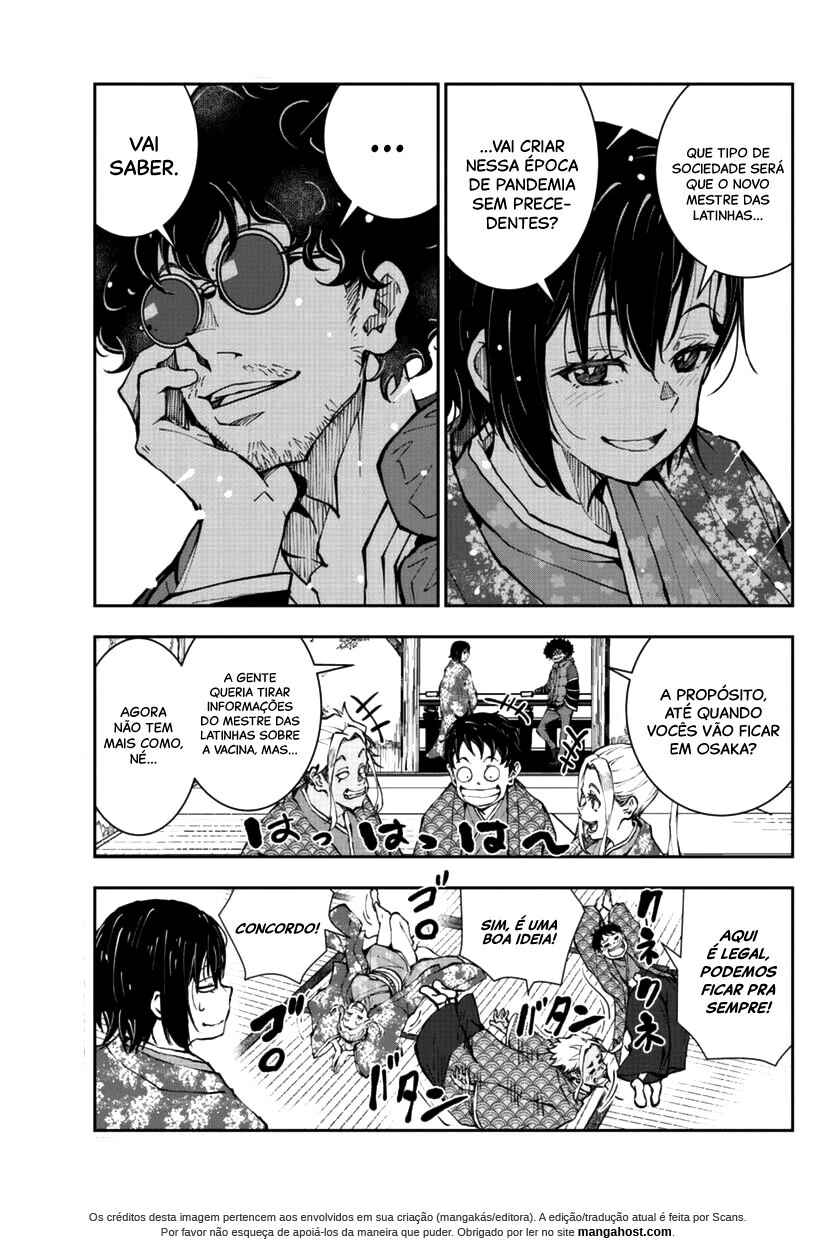 QUE TIPO DE
SOCIEDADE SERÁ
QUE O NOVO
MESTRE DAS
LATINHAS...
...VAI CRIAR
NESSA ÉPOCA
DE PANDEMIA
SEM PRECE-
DENTES?
...
VAI
SABER.
A PROPÓSITO,
ATÉ QUANDO
VOCÊS VÃO FICAR
EM OSAKA?
A GENTE
QUERIA TIRAR
INFORMAÇÕES
DO MESTRE DAS
LATINHAS SOBRE
A VACINA, MAS...
AGORA
NÃO TEM
MAIS COMO,
NÉ...
はっはっは〜
AQUI
É LEGAL,
PODEMOS
FICAR PRA
SEMPRE!
クネクネ
SIM, É UMA
BOA IDEIA!
バタン
バタン
CONCORDO!
ゴロ
ゴロ
Os créditos desta imagem pertencem aos envolvidos em sua criação (mangakás/editora). A edição/tradução atual é feita por Scans.
Por favor não esqueça de apoiá-los da maneira que puder. Obrigado por ler no site mangahost.com.